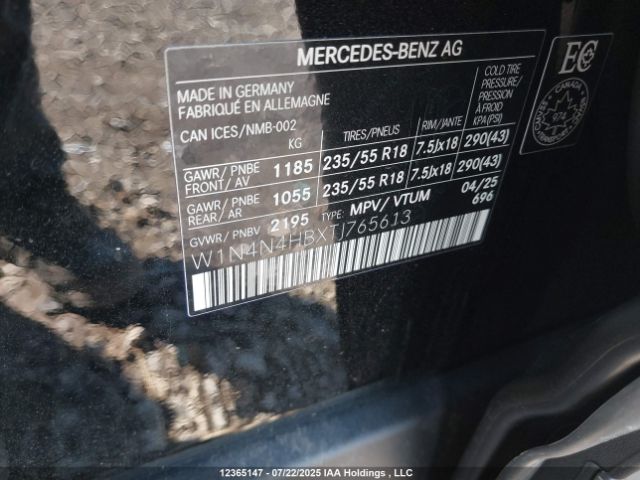 MERCEDES-BENZ AG
MADE IN GERMANY
FABRIQUÉ EN ALLEMAGNE
CAN ICES/NMB-002
COLD TIRE
PRESSURE/
PRESSION
À FROID
KG TIRES/PNEUS RIM/JANTE KPA(PSI)
GAWR/PNBE
FRONT/AV 1185 235/55 R18 7.5Jx18 290(43)
GAWR/PNBE
REAR/AR 1055 235/55 R18 7.5Jx18 290(43)
GVWR/PNBV 2195 TYPE: MPV/VTUM 04/25
696
W1N4N4HBXTJ765613
EC
CANADA
974
12365147 - 07/22/2025 IAA Holdings , LLC